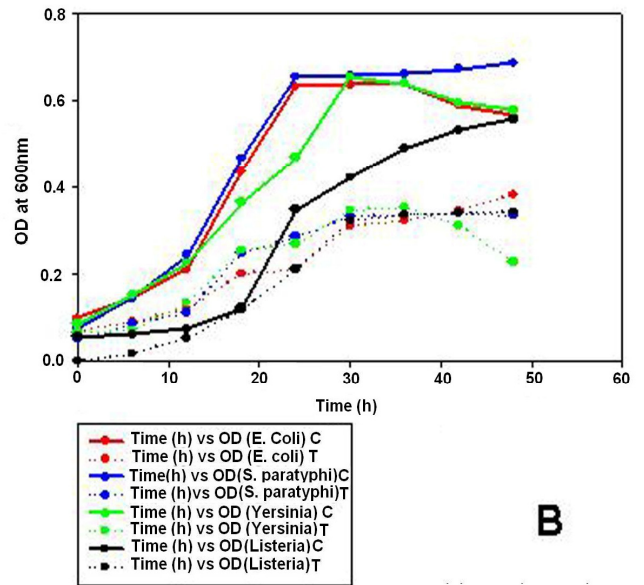 0.8
0.6
0.4
0.2
0.0
OD at 600nm
0 10 20 30 40 50 60
Time (h)
Time (h) vs OD (E. Coli) C
Time (h) vs OD (E. coli) T
Time(h) vs OD(S. paratyphi)C
Time (h)vs OD(S. paratyphi)T
Time (h) vs OD (Yersinia) C
Time (h) vs OD (Yersinia)T
Time (h) vs OD(Listeria)C
Time (h) vs OD(Listeria)T
B